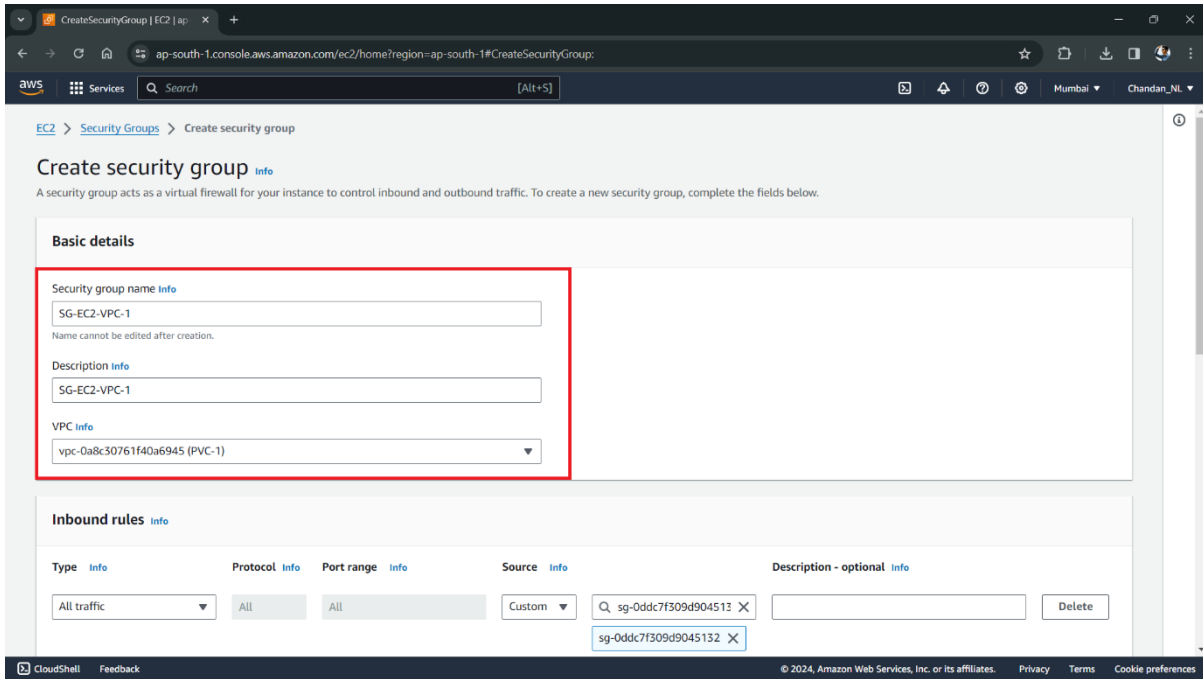 CreateSecurityGroup | EC2 | ap
ap-south-1.console.aws.amazon.com/ec2/home?region=ap-south-1#CreateSecurityGroup:
aws Services Search [Alt+S] Mumbai Chandan_NL
EC2 > Security Groups > Create security group
Create security group Info
A security group acts as a virtual firewall for your instance to control inbound and outbound traffic. To create a new security group, complete the fields below.
Basic details
Security group name Info
SG-EC2-VPC-1
Name cannot be edited after creation.
Description Info
SG-EC2-VPC-1
VPC Info
vpc-0a8c30761f40a6945 (PVC-1)
Inbound rules Info
Type Info Protocol Info Port range Info Source Info Description - optional Info
All traffic All All Custom sg-0ddc7f309d904513 Delete
sg-0ddc7f309d9045132
CloudShell Feedback © 2024, Amazon Web Services, Inc. or its affiliates. Privacy Terms Cookie preferences